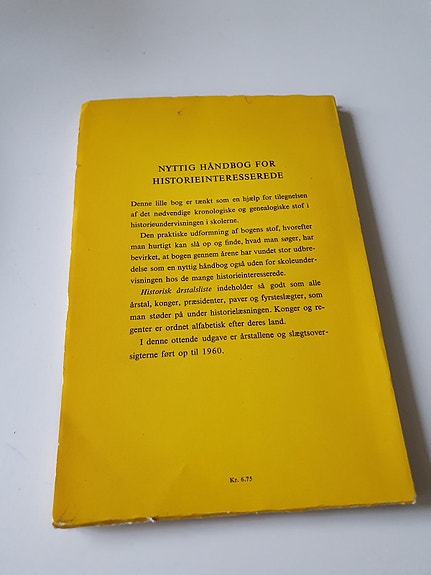 NYTTIG HÅNDBOG FOR
HISTORIEINTERESSEREDE
Denne lille bog er tænkt som en hjælp for tilegnelsen
af det nødvendige kronologiske og genealogiske stof i
historieundervisningen i skolerne.
Den praktiske udformning af bogens stof, hvorefter
man hurtigt kan slå op og finde, hvad man søger, har
bevirket, at bogen gennem årene har vundet stor udbre-
delse som en nyttig håndbog også uden for skoleunder-
visningen hos de mange historieinteresserede.
Historisk årstalsliste indeholder så godt som alle
årstal, konger, præsidenter, paver og fyrsteslægter, som
man støder på under historielæsningen. Konger og re-
genter er ordnet alfabetisk efter deres land.
I denne ottende udgave er årstallene og slægtsover-
sigterne ført op til 1960.
Kr. 6.75